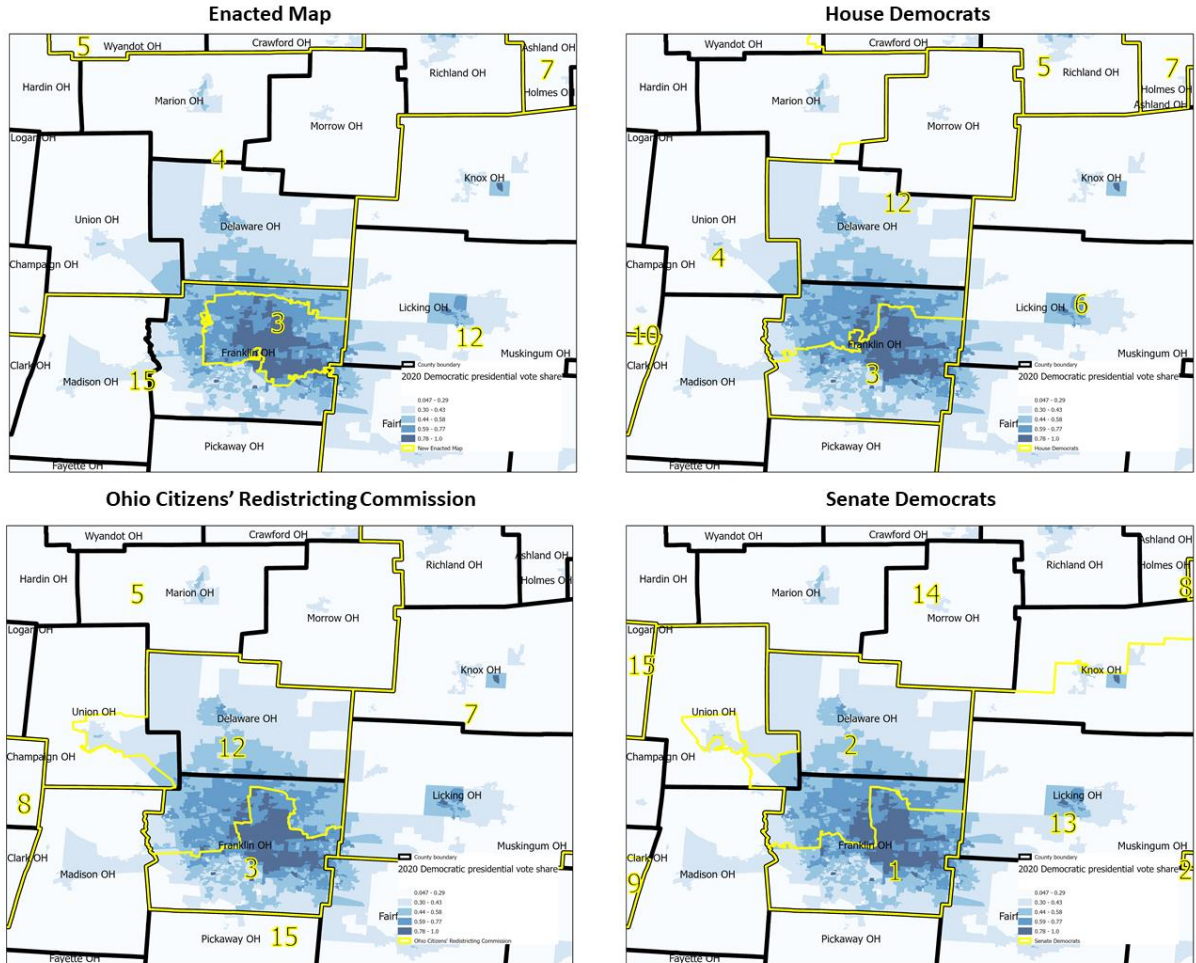 Enacted Map
5
Wyandot OH
Crawford OH
Ashland OH
7
Richland OH
Hardin OH
Holmes OH
Marion OH
Morrow OH
Logan OH
4
Knox OH
Union OH
Delaware OH
Champaign OH
Licking OH
3
12
Franklin OH
Clark OH
Madison OH
15
Muskingum OH
County boundary
2020 Democratic presidential vote share
0.047 - 0.29
0.30 - 0.43
0.44 - 0.58
0.59 - 0.77
0.78 - 1.0
New Enacted Map
Fairf
Pickaway OH
Fayette OH
House Democrats
Wyandot OH
Crawford OH
5
Richland OH
7
Holmes OH
Ashland OH
Hardin OH
Marion OH
Morrow OH
Logan OH
Knox OH
12
Union OH
Delaware OH
4
Champaign OH
Licking OH
6
10
Franklin OH
Clark OH
Madison OH
3
Muskingum OH
County boundary
2020 Democratic presidential vote share
0.047 - 0.29
0.30 - 0.43
0.44 - 0.58
0.59 - 0.77
0.78 - 1.0
House Democrats
Fairf
Pickaway OH
Fayette OH
Ohio Citizens' Redistricting Commission
Wyandot OH
Crawford OH
Ashland OH
Richland OH
Hardin OH
Holmes OH
5
Marion OH
Morrow OH
Logan OH
Knox OH
Union OH
7
Delaware OH
12
Champaign OH
8
Licking OH
Franklin OH
Clark OH
Madison OH
3
Muskingum OH
County boundary
2020 Democratic presidential vote share
0.047 - 0.29
0.30 - 0.43
0.44 - 0.58
0.59 - 0.77
0.78 - 1.0
Ohio Citizens' Redistricting Commission
Fairf
Pickaway OH
15
Fayette OH
Senate Democrats
Wyandot OH
Crawford OH
Ashland OH
Richland OH
Holmes OH
8
Hardin OH
Marion OH
14
Morrow OH
Logan OH
15
Knox OH
Union OH
Delaware OH
2
Champaign OH
Licking OH
13
Franklin OH
Clark OH
9
Madison OH
1
Muskingum OH
2
County boundary
2020 Democratic presidential vote share
0.047 - 0.29
0.30 - 0.43
0.44 - 0.58
0.59 - 0.77
0.78 - 1.0
Senate Democrats
Fairf
Pickaway OH
Fayette OH